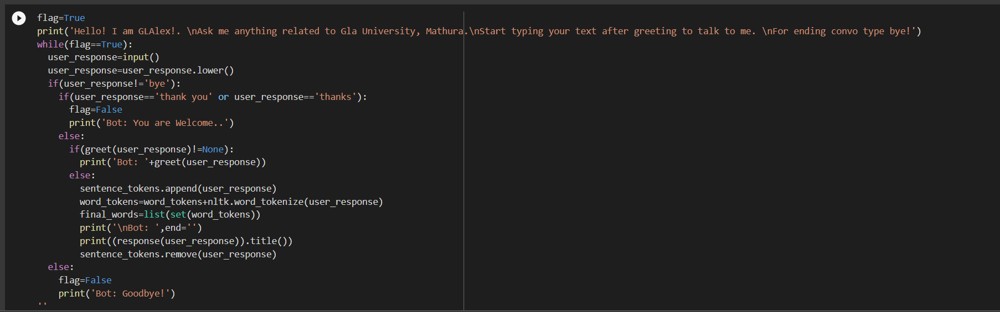 flag=True
print('Hello! I am GLAlex!. \nAsk me anything related to Gla University, Mathura.\nStart typing your text after greeting to talk to me. \nFor ending convo type bye!')
while(flag==True):
  user_response=input()
  user_response=user_response.lower()
  if(user_response!='bye'):
    if(user_response=='thank you' or user_response=='thanks'):
      flag=False
      print('Bot: You are Welcome..')
    else:
      if(greet(user_response)!=None):
        print('Bot: '+greet(user_response))
      else:
        sentence_tokens.append(user_response)
        word_tokens=word_tokens+nltk.word_tokenize(user_response)
        final_words=list(set(word_tokens))
        print('\nBot: ',end='')
        print((response(user_response)).title())
        sentence_tokens.remove(user_response)
  else:
    flag=False
    print('Bot: Goodbye!')
''